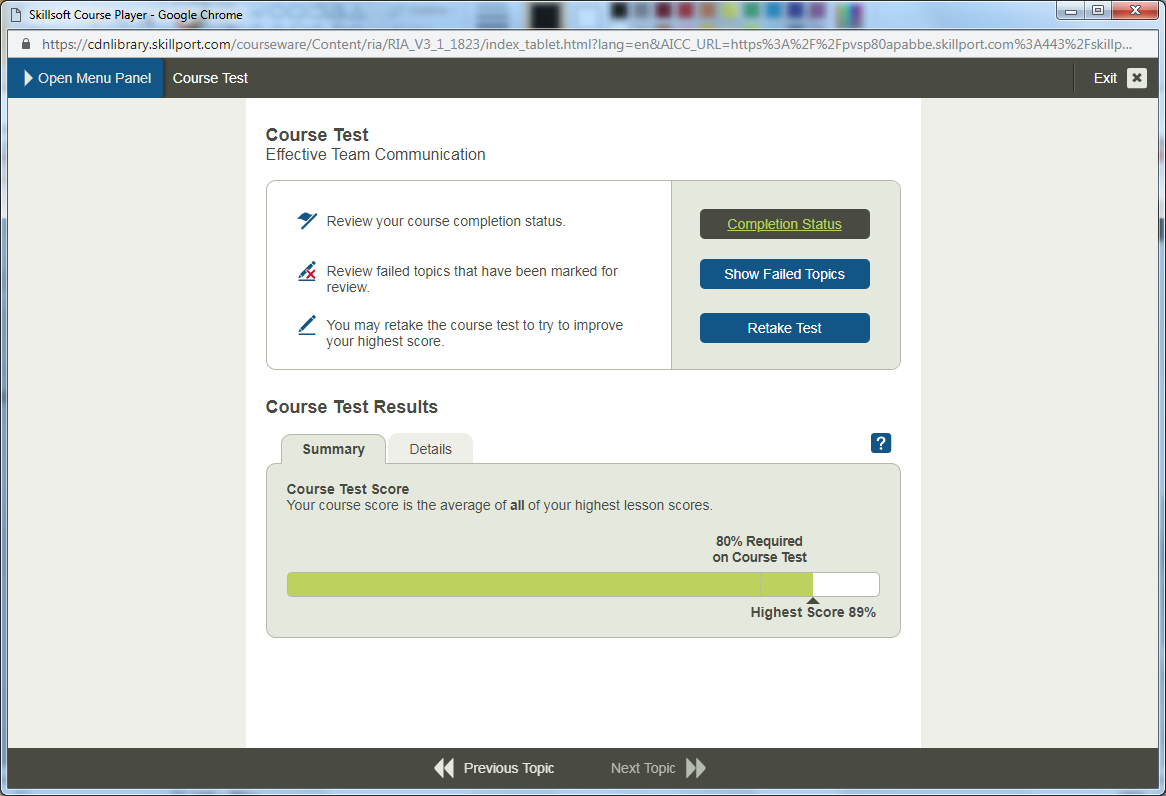 Skillsoft Course Player - Google Chrome
https://cdnlibrary.skillport.com/courseware/Content/ria/RIA_V3_1_1823/index_tablet.html?lang=en&AICC_URL=https%3A%2F%2Fpvsp80apabbe.skillport.com%3A443%2Fskillp...
Open Menu Panel
Course Test
Exit
Course Test
Effective Team Communication
Review your course completion status.
Completion Status
Review failed topics that have been marked for
review.
Show Failed Topics
You may retake the course test to try to improve
your highest score.
Retake Test
Course Test Results
Summary
Details
?
Course Test Score
Your course score is the average of all of your highest lesson scores.
80% Required
on Course Test
Highest Score 89%
Previous Topic
Next Topic